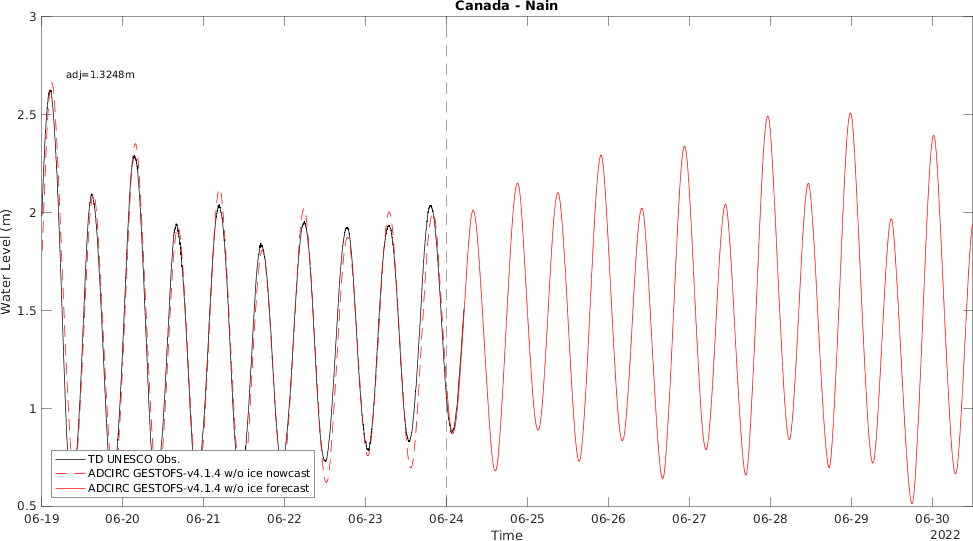 Canada - Nain
adj=1.3248m
3
2.5
2
1.5
1
0.5
Water Level (m)
TD UNESCO Obs.
ADCIRC GESTOFS-v4.1.4 w/o ice nowcast
ADCIRC GESTOFS-v4.1.4 w/o ice forecast
06-19 06-20 06-21 06-22 06-23 06-24 06-25 06-26 06-27 06-28 06-29 06-30
Time
2022